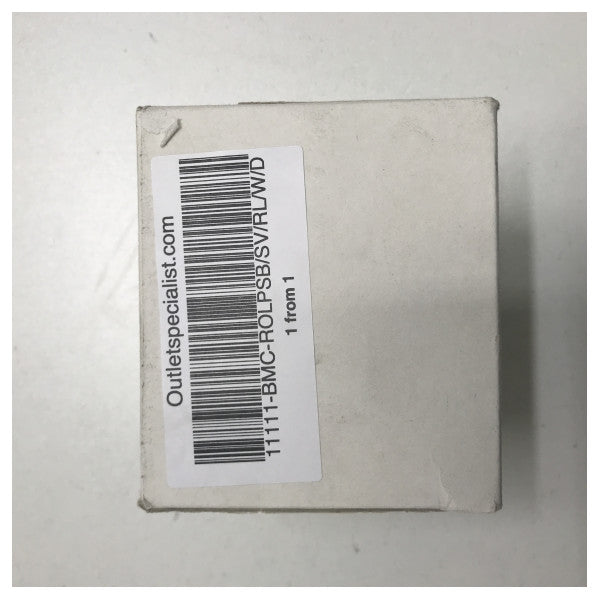 Outletspecialist.com
11111-BMC-ROLPSB/SV/RL/W/D
1 from 1